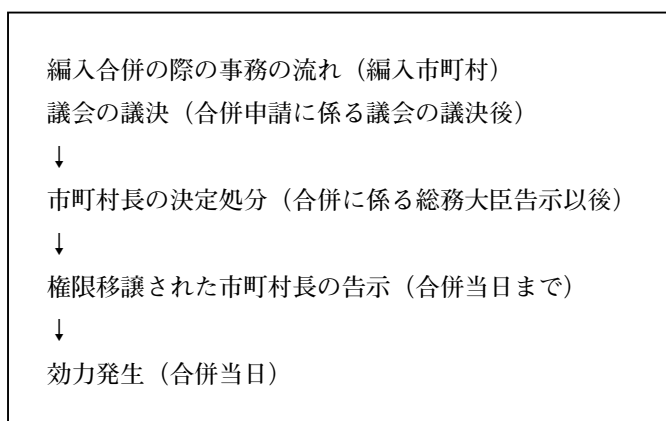 編入合併の際の事務の流れ（編入市町村）
議会の議決（合併申請に係る議会の議決後）
↓
市町村長の決定処分（合併に係る総務大臣告示以後）
↓
権限移譲された市町村長の告示（合併当日まで）
↓
効力発生（合併当日）